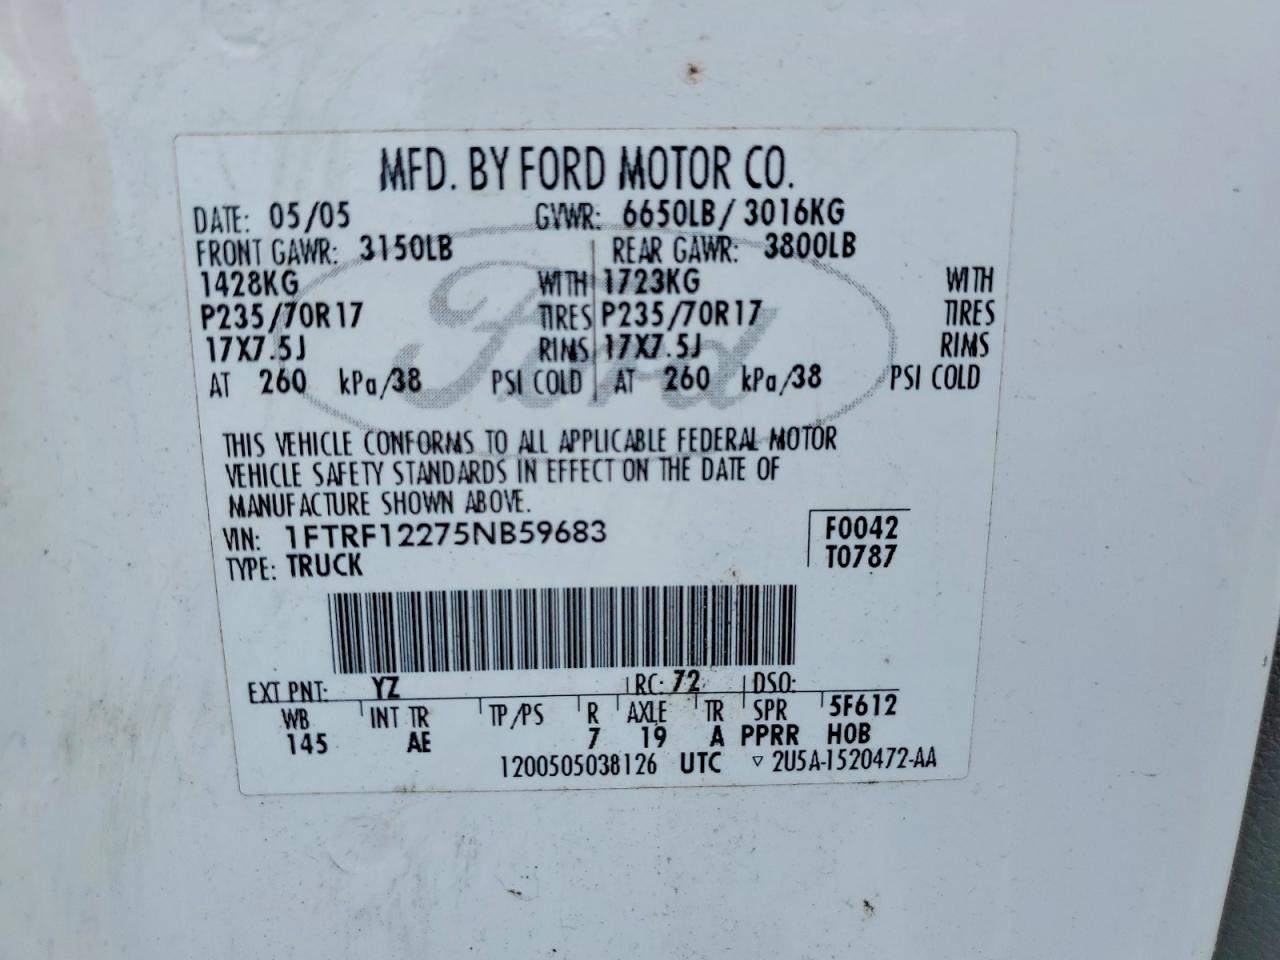 MFD. BY FORD MOTOR CO.
DATE: 05/05 GVWR: 6650LB/ 3016KG
FRONT GAWR: 3150LB REAR GAWR: 3800LB
1428KG WITH 1723KG WITH
P235/70R17 TIRES P235/70R17 TIRES
17X7.5J RIMS 17X7.5J RIMS
AT 260 kPa/38 PSI COLD AT 260 kPa/38 PSI COLD
Ford
THIS VEHICLE CONFORMS TO ALL APPLICABLE FEDERAL MOTOR
VEHICLE SAFETY STANDARDS IN EFFECT ON THE DATE OF
MANUFACTURE SHOWN ABOVE.
VIN: 1FTRF12275NB59683 F0042
TYPE: TRUCK T0787
EXT PNT: YZ RC: 72 DSO:
WB INT TR TP/PS R AXLE TR SPR 5F612
145 AE 7 19 A PPRR HOB
1200505038126 UTC ▽ 2U5A-1520472-AA